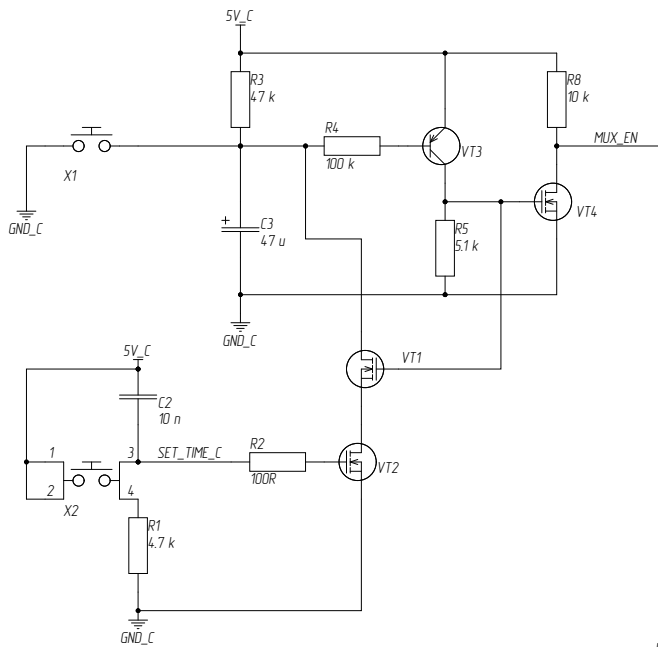 5V_C
R3
47 k
R8
10 k
R4
100 k
MUX_EN
VT3
X1
VT4
GND_C
C3
47 u
+
R5
5.1 k
GND_C
5V_C
VT1
C2
10 n
1
3
SET_TIME_C
R2
100R
VT2
2
4
X2
R1
4.7 k
GND_C